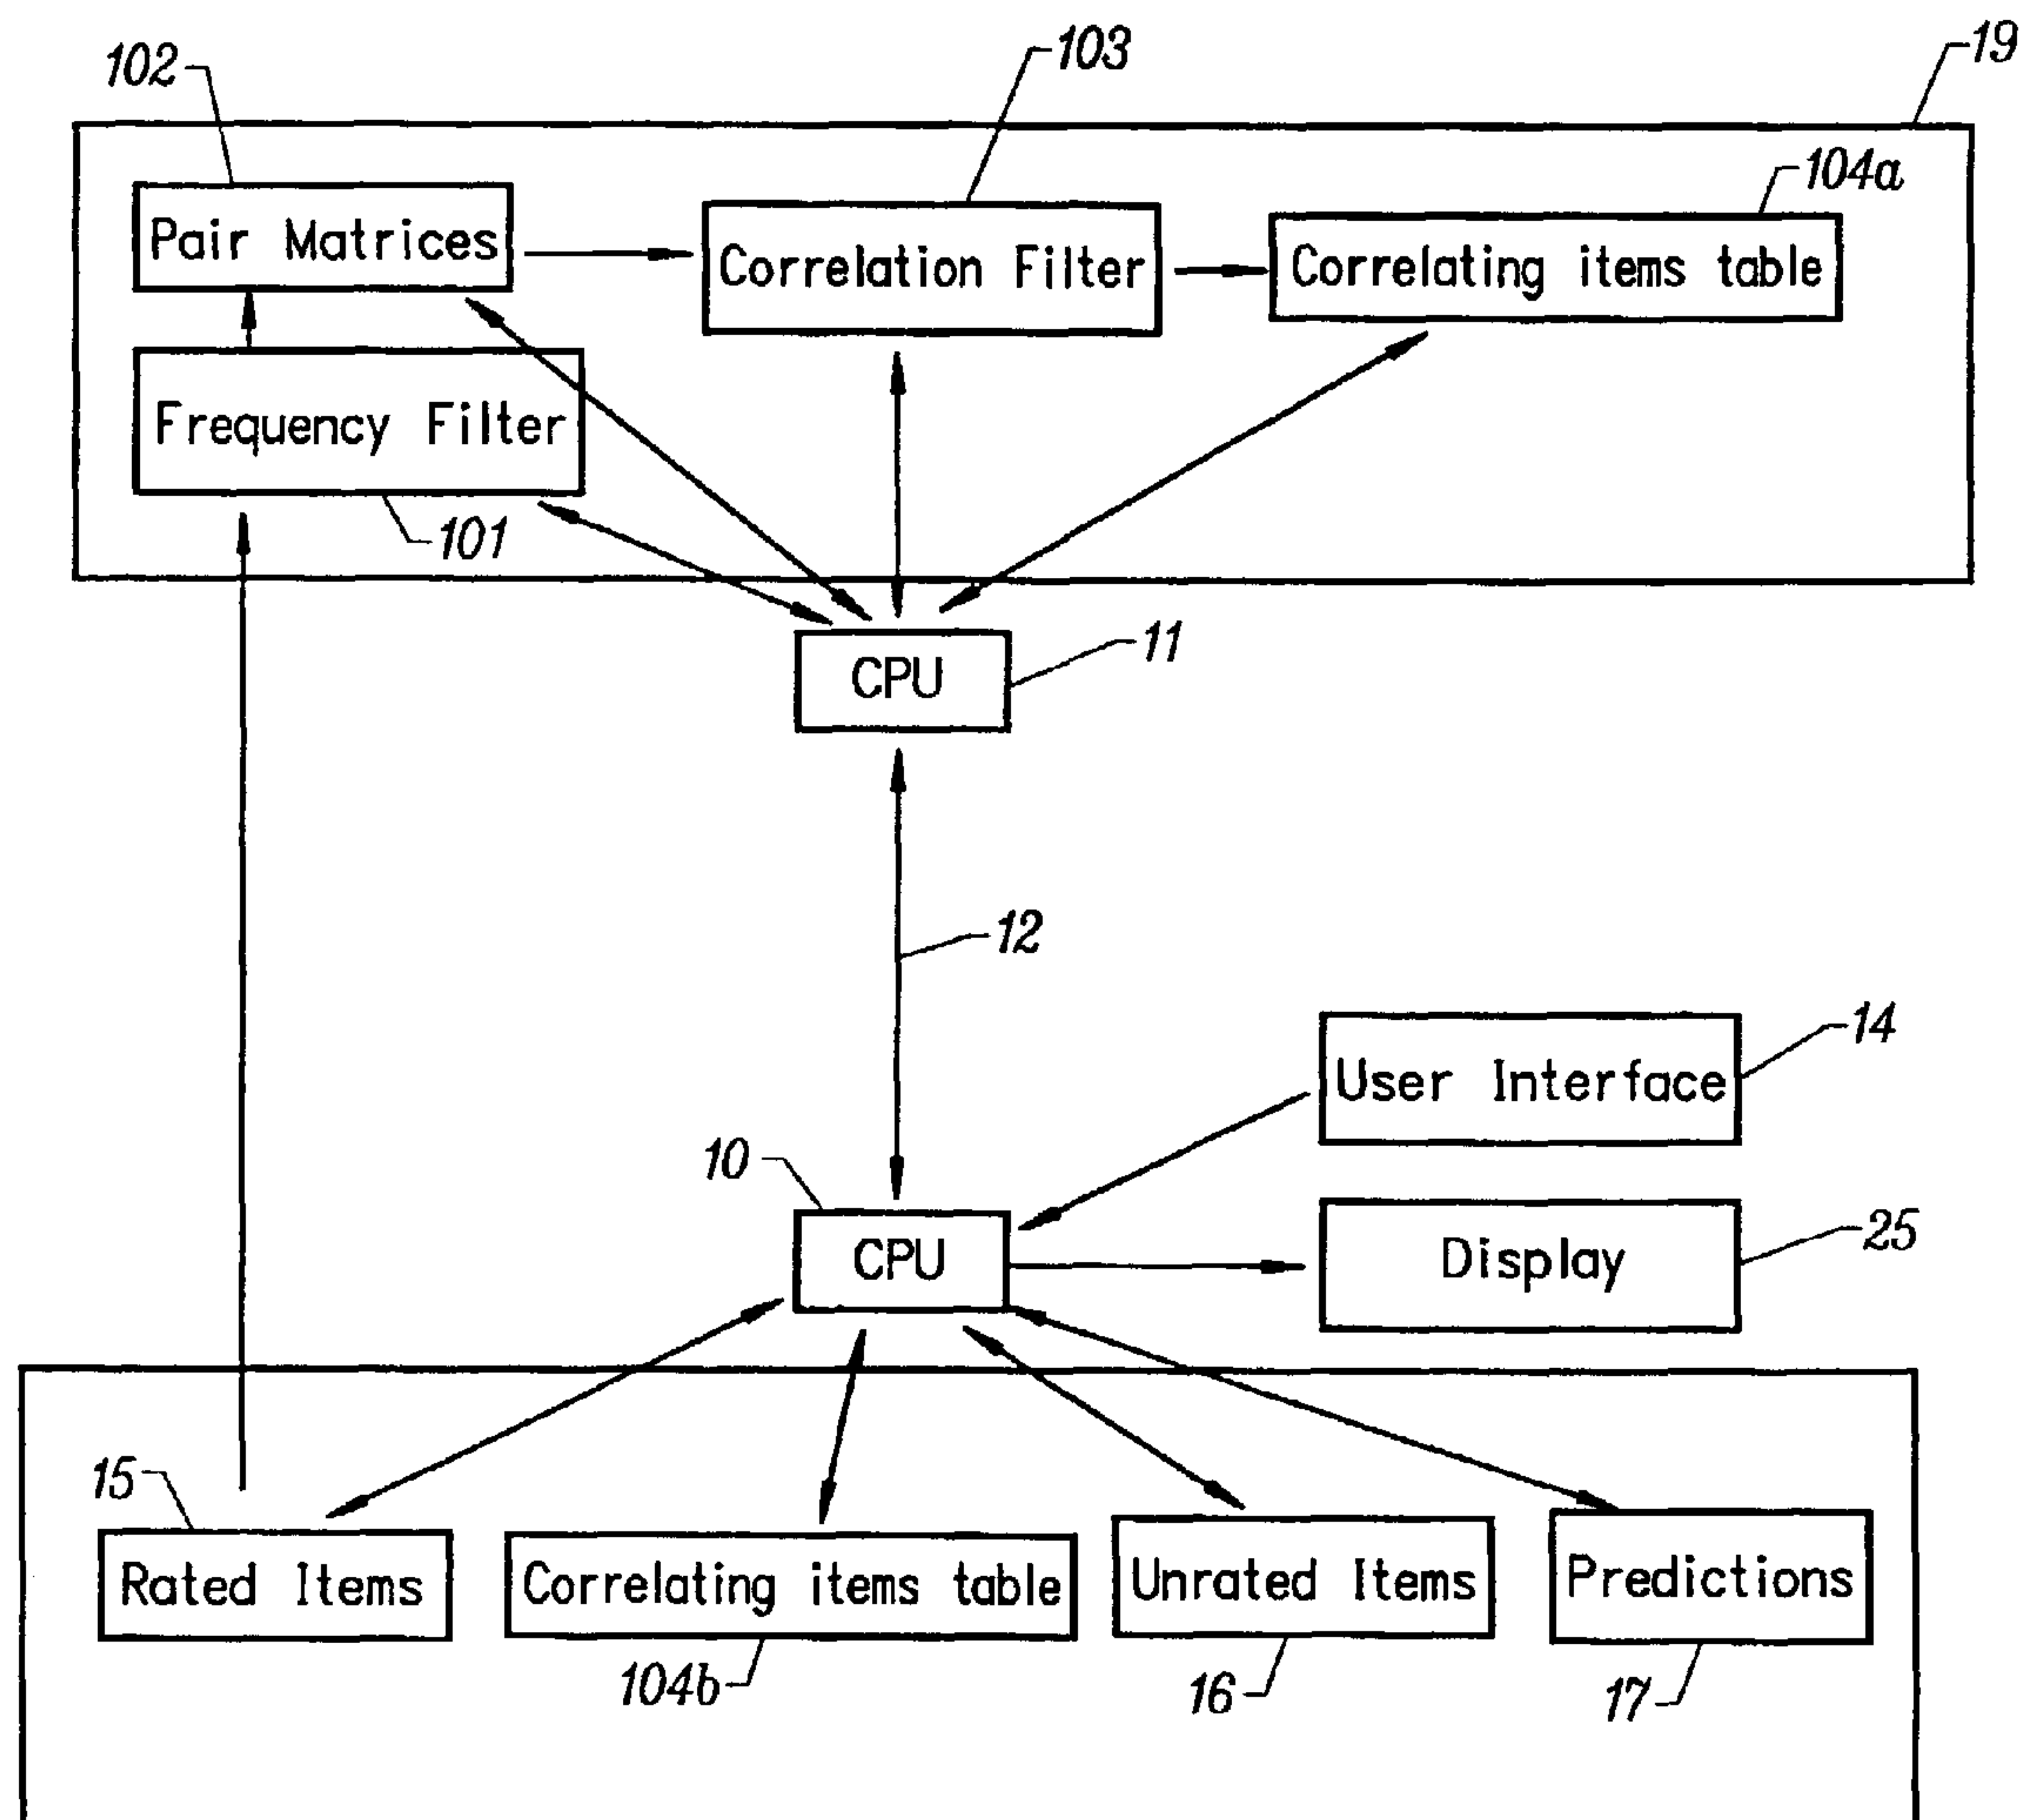 102
103
19
104a
Pair Matrices
Correlation Filter
Correlating items table
Frequency Filter
101
CPU
11
12
14
User Interface
10
CPU
25
Display
15
Rated Items
Correlating items table
Unrated Items
Predictions
104b
16
17